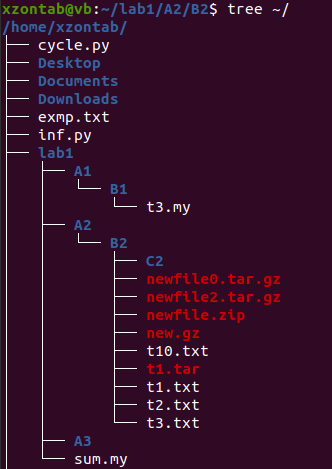 xzontab@vb:~/lab1/A2/B2$ tree ~/
/home/xzontab/
├── cycle.py
├── Desktop
├── Documents
├── Downloads
├── exmp.txt
├── inf.py
├── lab1
│   ├── A1
│   │   └── B1
│   │       └── t3.my
│   ├── A2
│   │   └── B2
│   │       ├── C2
│   │       ├── newfile0.tar.gz
│   │       ├── newfile2.tar.gz
│   │       ├── newfile.zip
│   │       ├── new.gz
│   │       ├── t10.txt
│   │       ├── t1.tar
│   │       ├── t1.txt
│   │       ├── t2.txt
│   │       └── t3.txt
│   ├── A3
│   └── sum.my